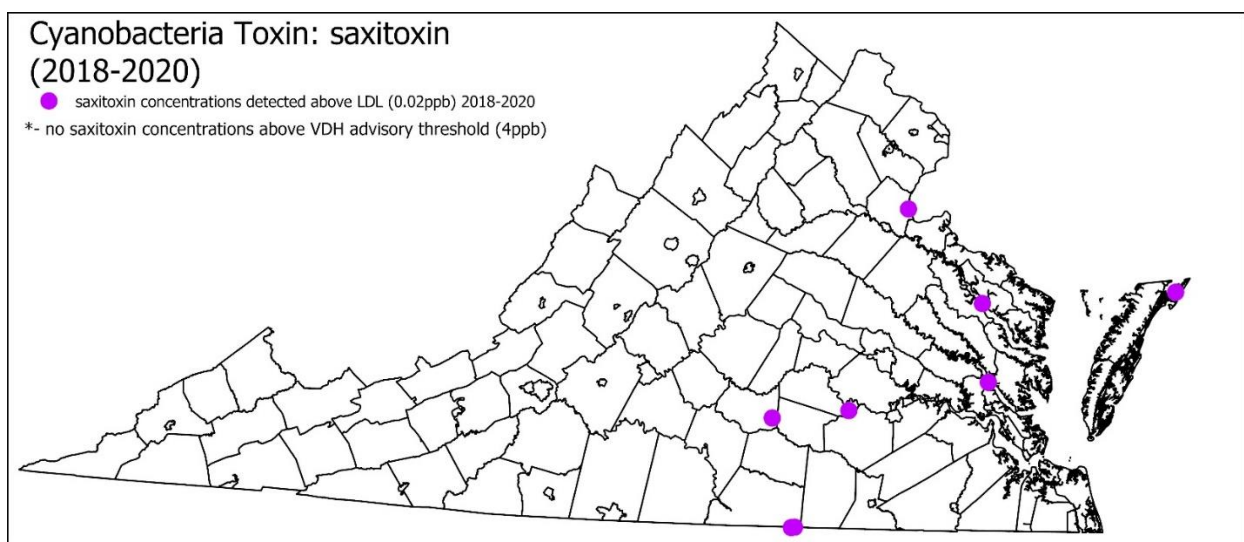 Cyanobacteria Toxin: saxitoxin
(2018-2020)
saxitoxin concentrations detected above LDL (0.02ppb) 2018-2020
*- no saxitoxin concentrations above VDH advisory threshold (4ppb)